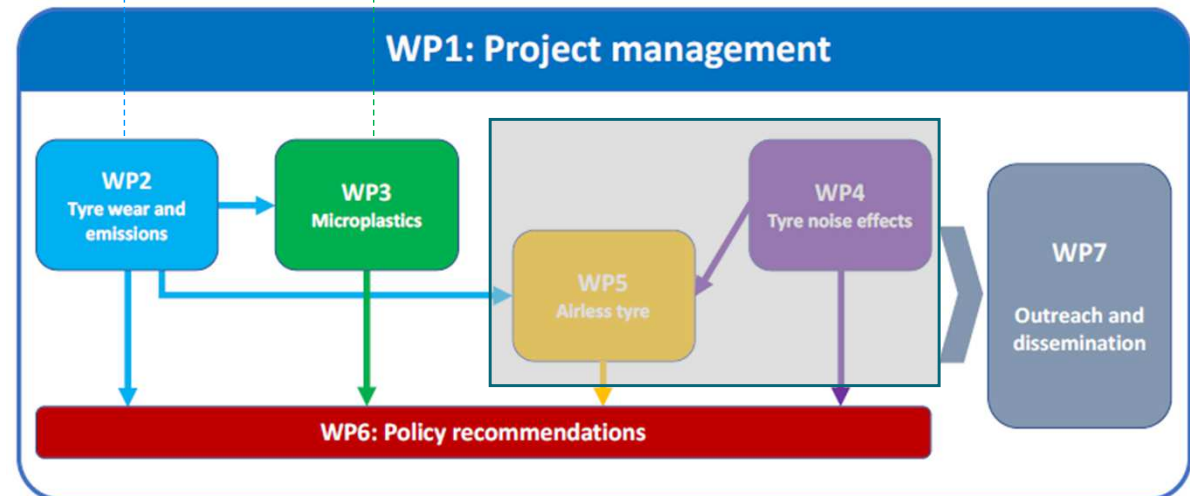 WP1: Project management
WP2
Tyre wear and
emissions
WP3
Microplastics
WP4
Tyre noise effects
WP5
Airless tyre
WP7
Outreach and
dissemination
WP6: Policy recommendations